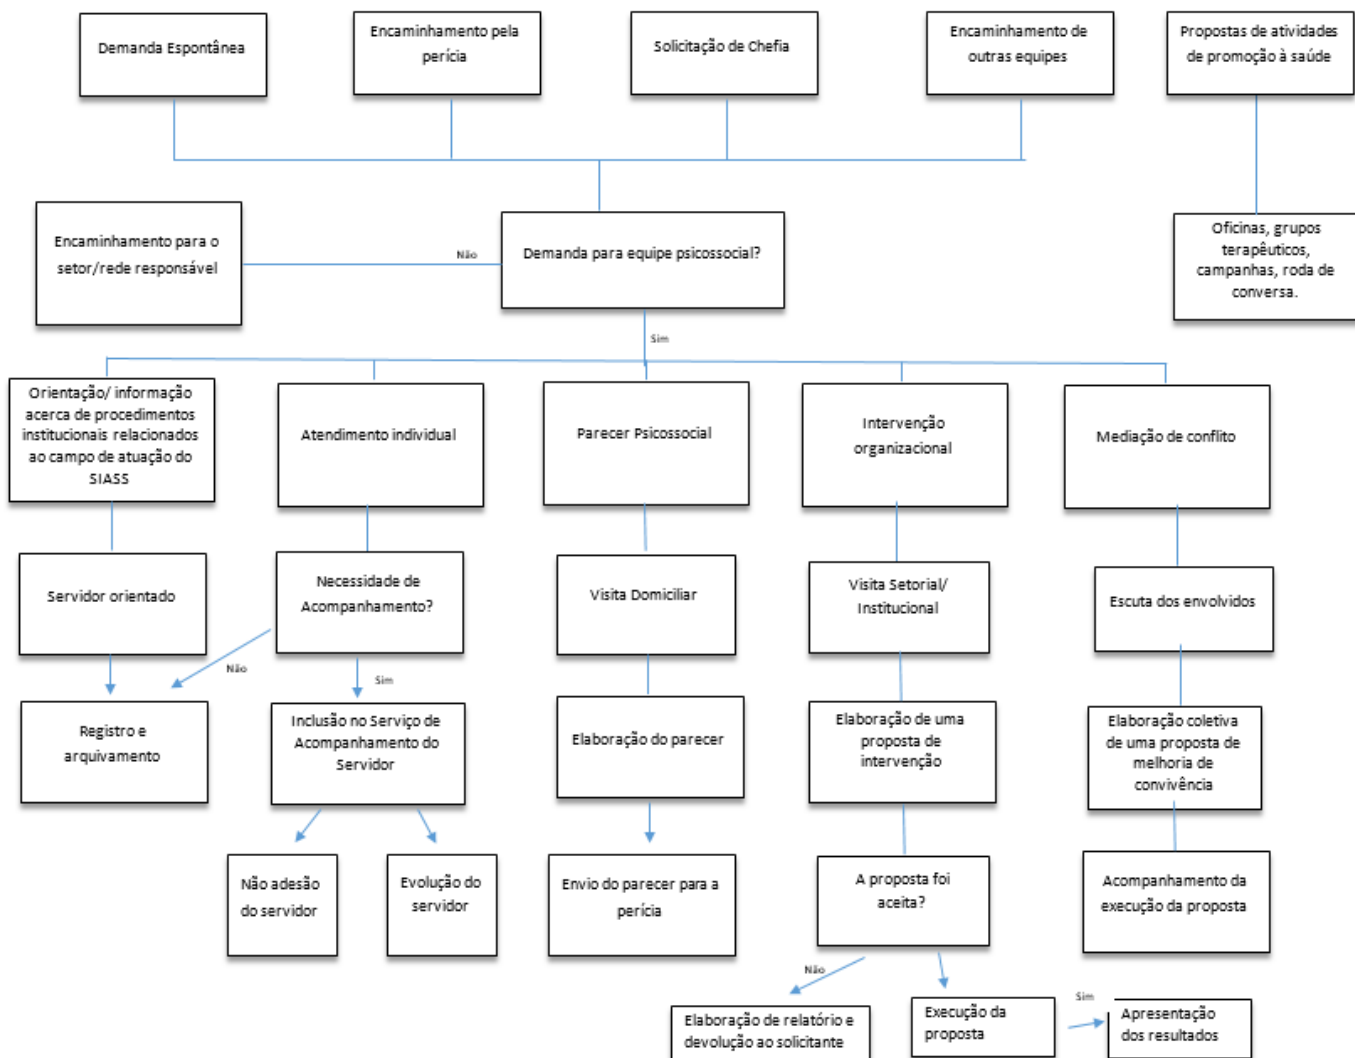 Demanda Espontânea
Encaminhamento pela
perícia
Solicitação de Chefia
Encaminhamento de
outras equipes
Propostas de atividades
de promoção à saúde
Encaminhamento para o
setor/rede responsável
Não
Demanda para equipe psicossocial?
Oficinas, grupos
terapêuticos,
campanhas, roda de
conversa.
Sim
Orientação/ informação
acerca de procedimentos
institucionais relacionados
ao campo de atuação do
SIASS
Atendimento individual
Parecer Psicossocial
Intervenção
organizacional
Mediação de conflito
Servidor orientado
Necessidade de
Acompanhamento?
Visita Domiciliar
Visita Setorial/
Institucional
Escuta dos envolvidos
Não
Sim
Registro e
arquivamento
Inclusão no Serviço de
Acompanhamento do
Servidor
Elaboração do parecer
Elaboração de uma
proposta de
intervenção
Elaboração coletiva
de uma proposta de
melhoria de
convivência
Não adesão
do servidor
Evolução do
servidor
Envio do parecer para a
perícia
A proposta foi
aceita?
Acompanhamento da
execução da proposta
Não
Elaboração de relatório e
devolução ao solicitante
Execução da
proposta
Sim
Apresentação
dos resultados